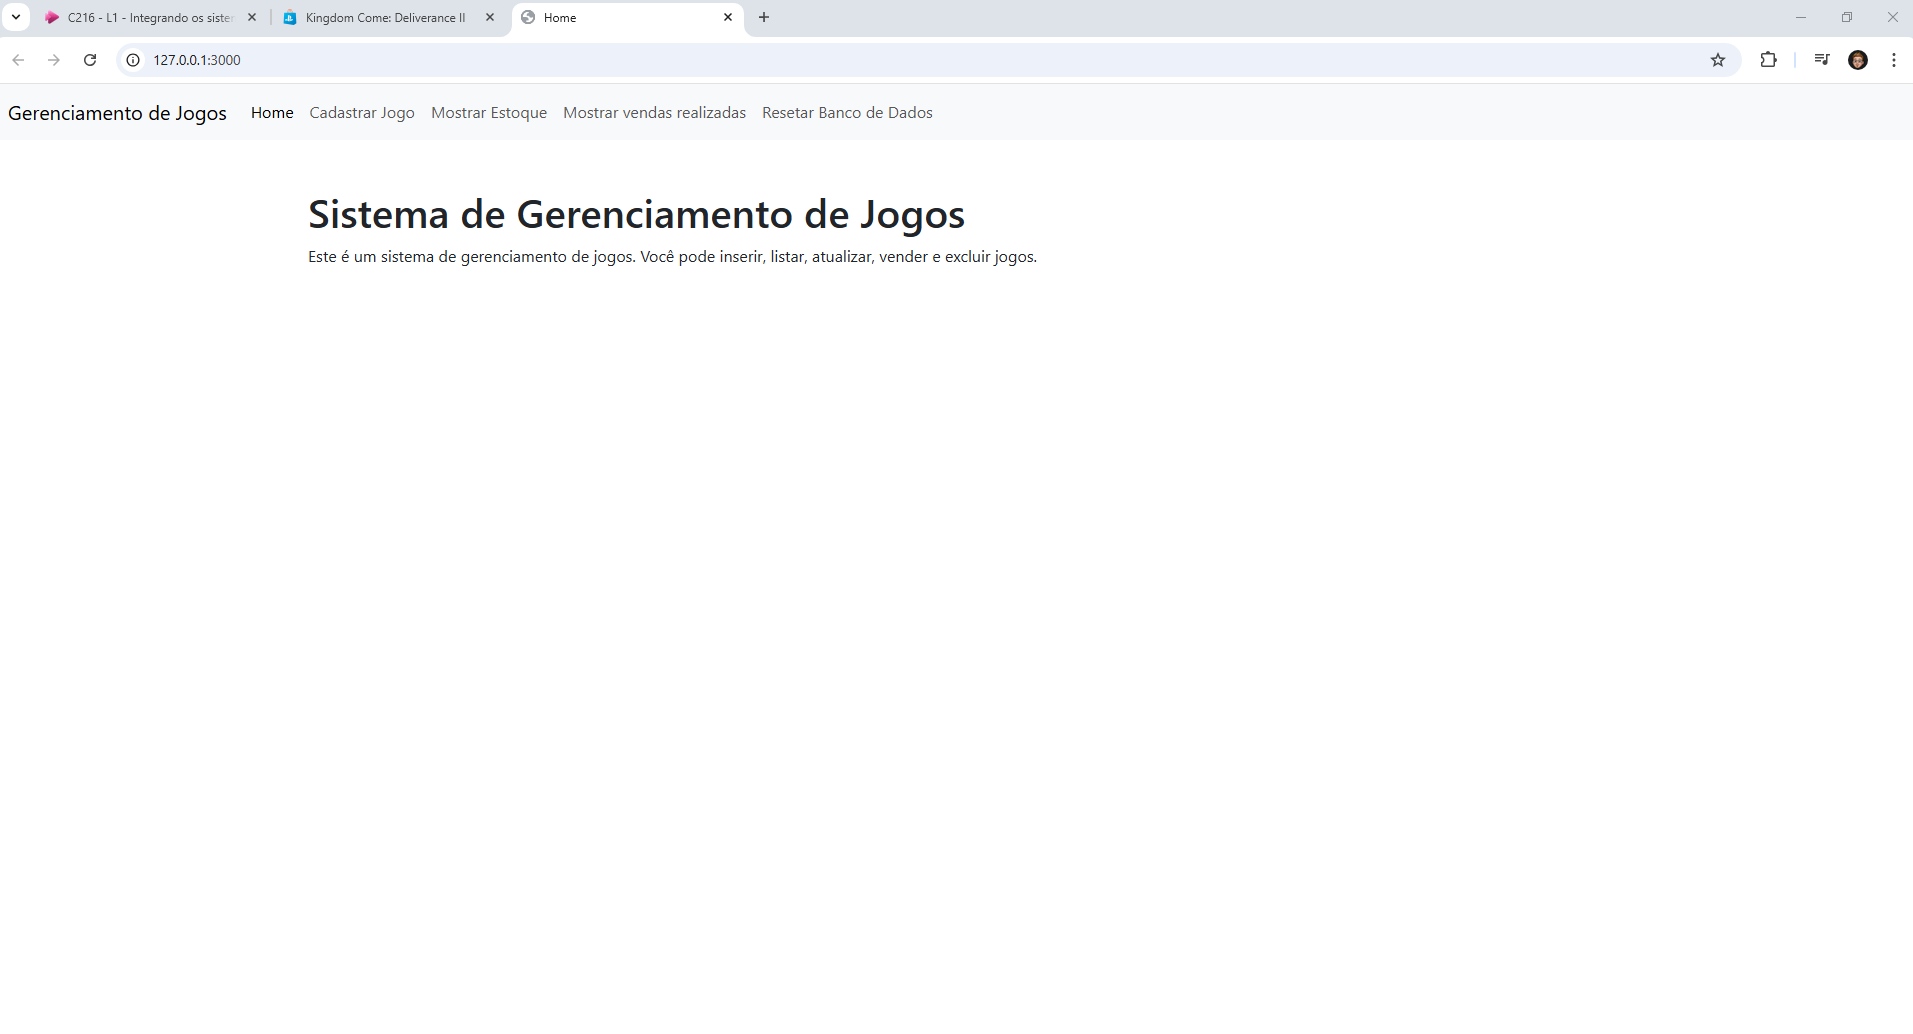 C216 - L1 - Integrando os sister
Kingdom Come: Deliverance II
Home
127.0.0.1:3000
Gerenciamento de Jogos
Home
Cadastrar Jogo
Mostrar Estoque
Mostrar vendas realizadas
Resetar Banco de Dados
Sistema de Gerenciamento de Jogos
Este é um sistema de gerenciamento de jogos. Você pode inserir, listar, atualizar, vender e excluir jogos.